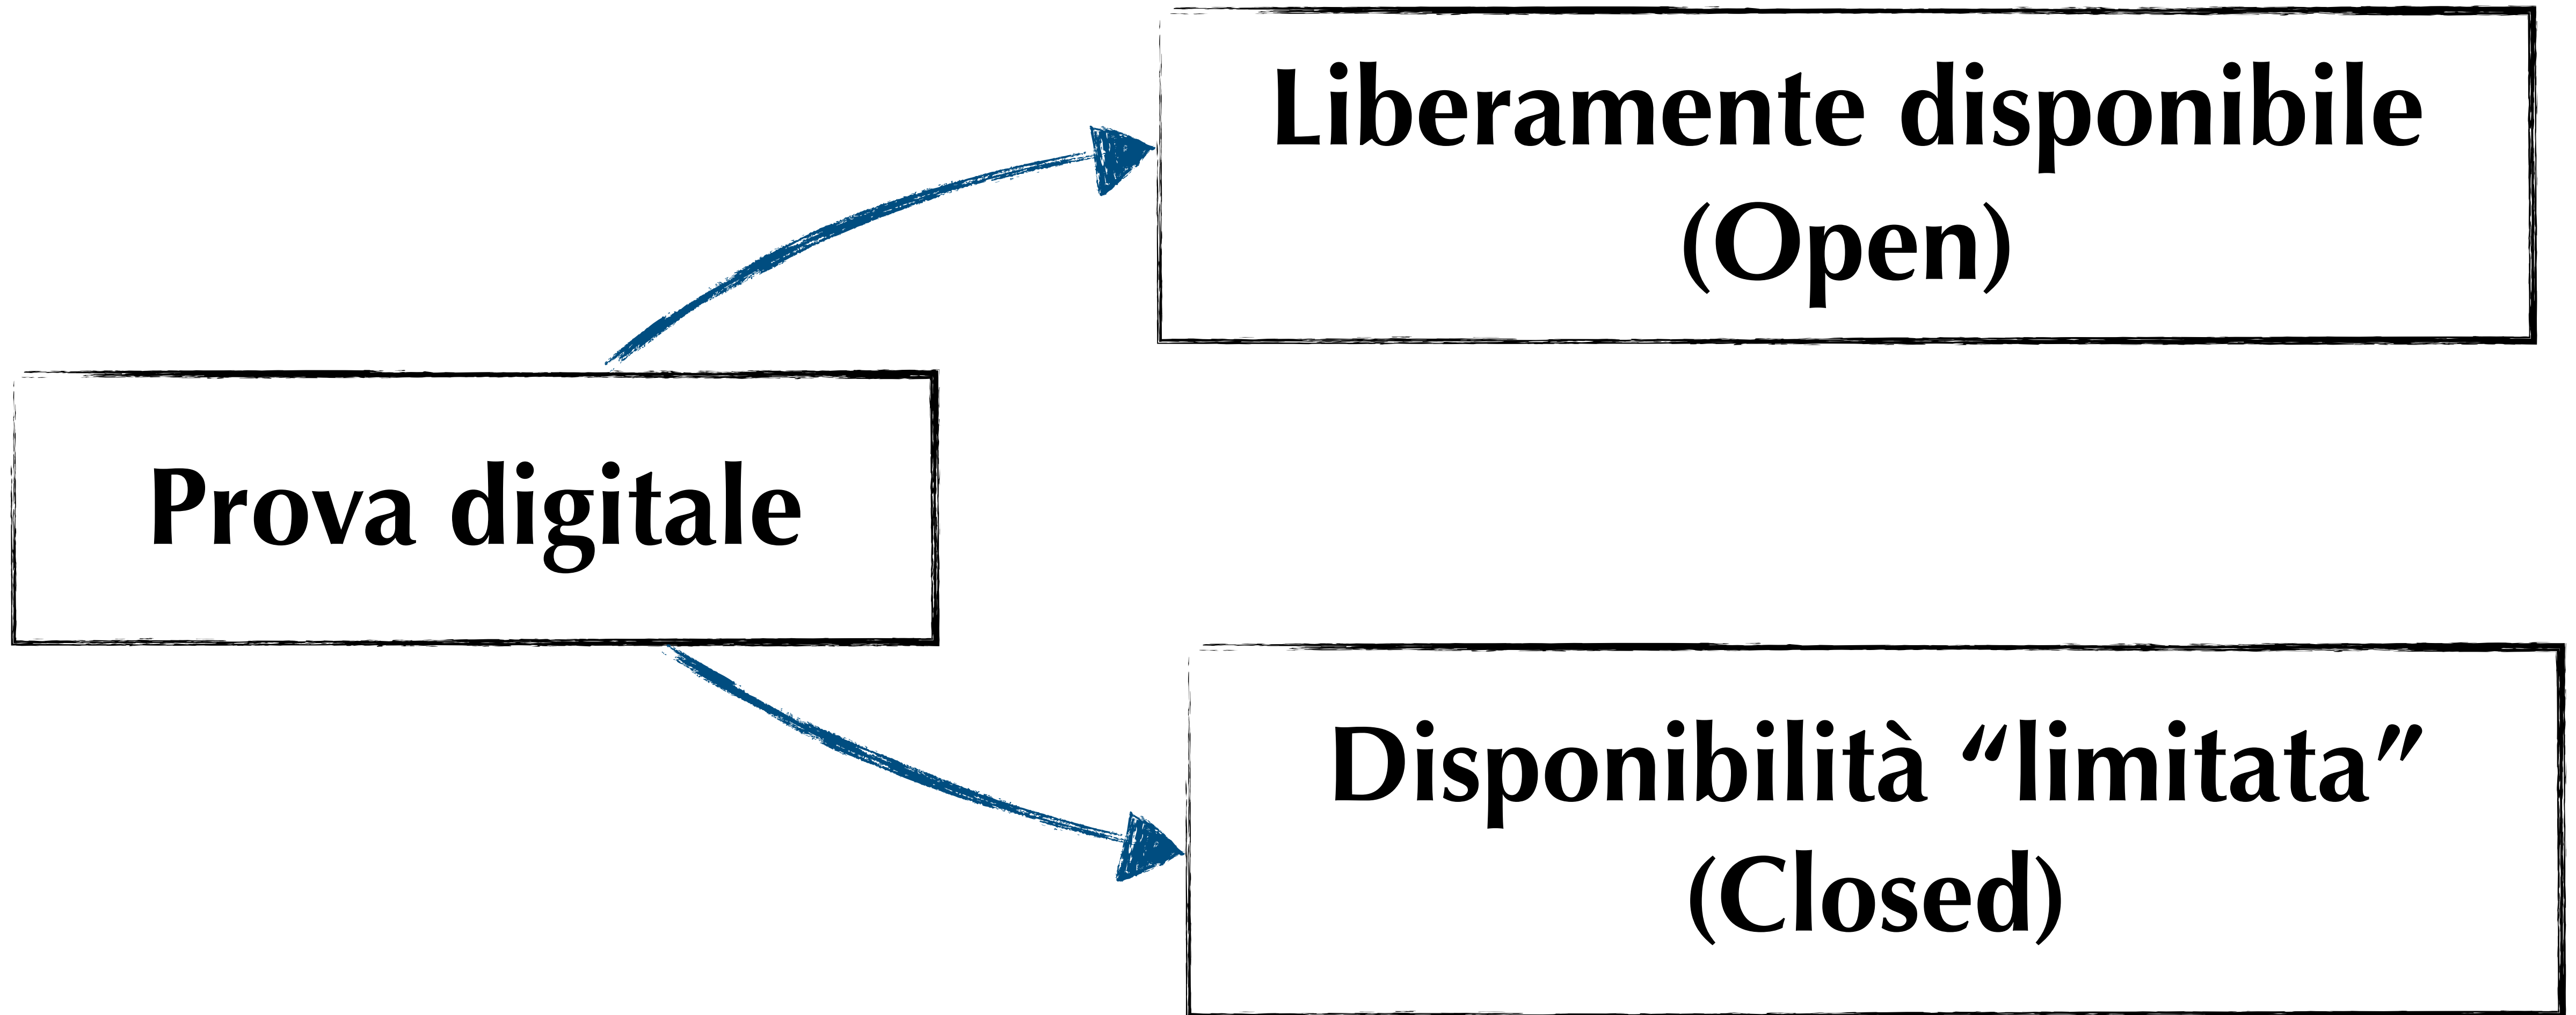 Liberamente disponibile
(Open)
Prova digitale
Disponibilità “limitata”
(Closed)